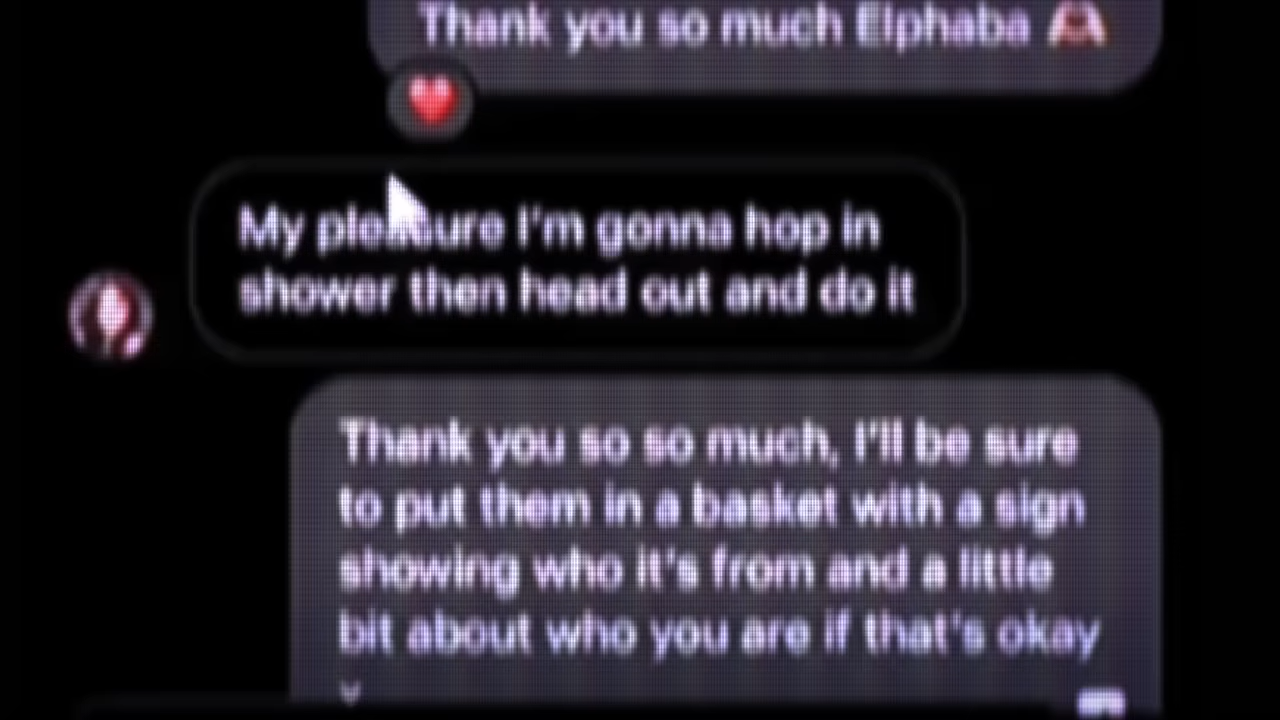 Thank you so much Elphaba 🫶
My pleasure I'm gonna hop in
shower then head out and do it
Thank you so so much, I'll be sure
to put them in a basket with a sign
showing who it's from and a little
bit about who you are if that's okay